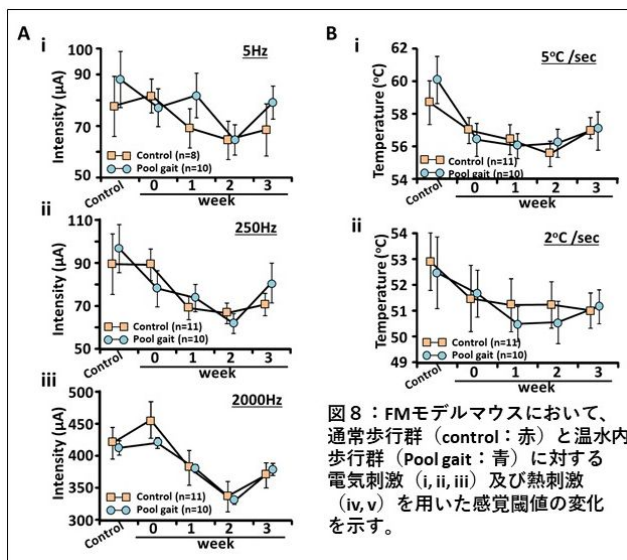 A
i
5Hz
Intensity (μA)
100
90
70
50
Control (n=8)
Pool gait (n=10)
Control
0
1
2
3
week
ii
250Hz
Intensity (μA)
110
90
70
50
Control (n=11)
Pool gait (n=10)
Control
0
1
2
3
week
iii
2000Hz
Intensity (μA)
450
400
350
300
Control (n=11)
Pool gait (n=10)
Control
0
1
2
3
week
B
i
5°C /sec
Temperature (°C)
62
60
58
56
54
Control (n=11)
Pool gait (n=10)
Control
0
1
2
3
week
ii
2°C /sec
Temperature (°C)
54
53
52
51
50
49
Control (n=11)
Pool gait (n=10)
Control
0
1
2
3
week
図８：FMモデルマウスにおいて、
通常歩行群（control：赤）と温水内
歩行群（Pool gait：青）に対する
電気刺激（i, ii, iii）及び熱刺激
（iv, v）を用いた感覚閾値の変化
を示す。